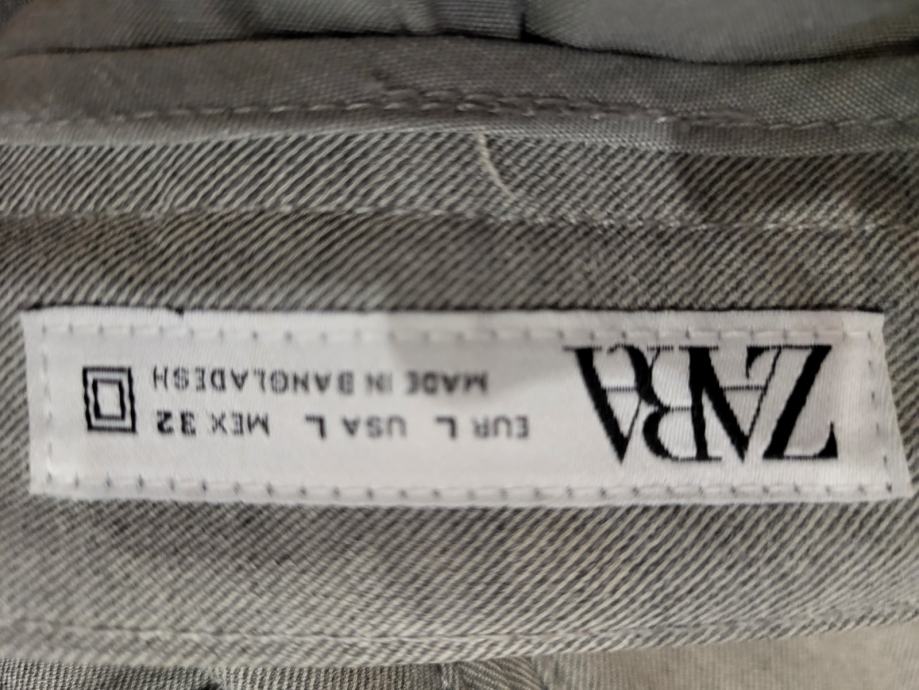 ZARA
EUR L USA L MEX 32
MADE IN BANGLADESH